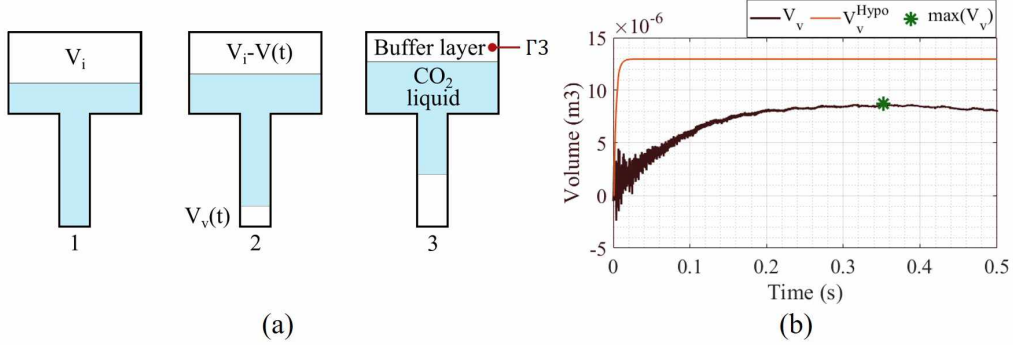 V_i
1
V_i-V(t)
V_v(t)
2
Buffer layer
Γ3
CO₂
liquid
3
(a)
V_v
V_v^Hypo
max(V_v)
×10⁻⁶
15
10
5
0
-5
Volume (m3)
0
0.1
0.2
0.3
0.4
0.5
Time (s)
(b)